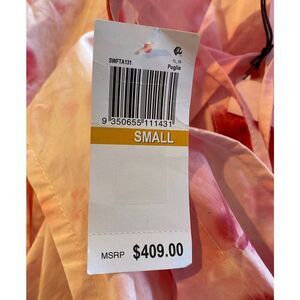 SWFTA131
Puglia
9 350655 111431
SMALL
MSRP $409.00